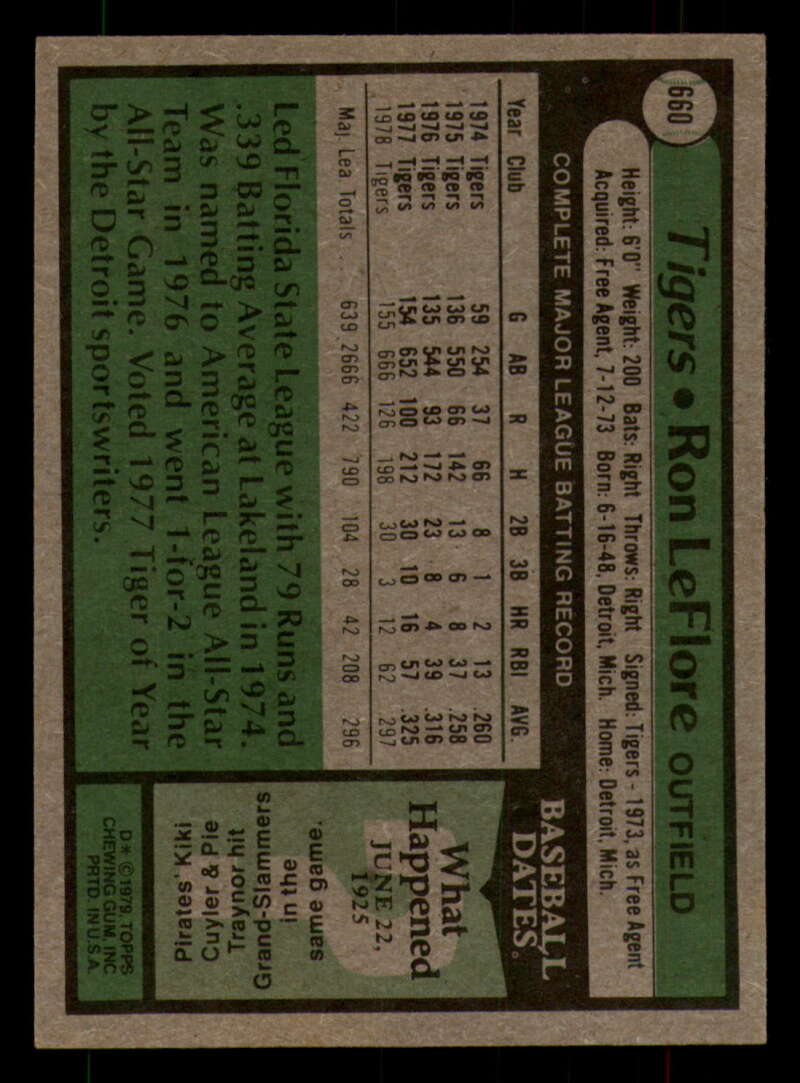 660
Tigers • Ron LeFlore OUTFIELD
Height: 6'0" Weight: 200 Bats: Right Throws: Right Signed: Tigers - 1973, as Free Agent
Acquired: Free Agent, 7-12-73 Born: 6-16-48, Detroit, Mich. Home: Detroit, Mich.
COMPLETE MAJOR LEAGUE BATTING RECORD
Year Club G AB R H 2B 3B HR RBI AVG.
1974 Tigers 59 254 37 66 8 1 2 13 .260
1975 Tigers 136 550 66 142 13 6 8 37 .258
1976 Tigers 135 544 93 172 23 8 4 39 .316
1977 Tigers 154 652 100 212 30 10 16 57 .325
1978 Tigers 155 666 126 198 30 3 12 62 .297
Maj. Lea Totals . . . 639 2666 422 790 104 28 42 208 .296
Led Florida State League with 79 Runs and
.339 Batting Average at Lakeland in 1974.
Was named to American League All-Star
Team in 1976 and went 1-for-2 in the
All-Star Game. Voted 1977 Tiger of Year
by the Detroit sportswriters.
BASEBALL
DATES®
What
Happened
JUNE 22,
1925
Pirates' Kiki
Cuyler & Pie
Traynor hit
Grand-Slammers
in the
same game.
D* © 1979, TOPPS
CHEWING GUM, INC
PRTD. IN U.S.A.